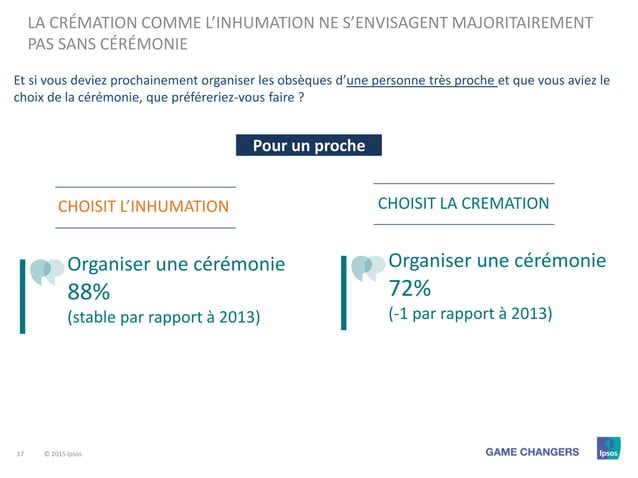 LA CRÉMATION COMME L’INHUMATION NE S’ENVISAGENT MAJORITAIREMENT
PAS SANS CÉRÉMONIE
Et si vous deviez prochainement organiser les obsèques d’une personne très proche et que vous aviez le
choix de la cérémonie, que préféreriez-vous faire ?
Pour un proche
CHOISIT L’INHUMATION
Organiser une cérémonie
88%
(stable par rapport à 2013)
CHOISIT LA CREMATION
Organiser une cérémonie
72%
(-1 par rapport à 2013)
17 © 2015 Ipsos
GAME CHANGERS
Ipsos